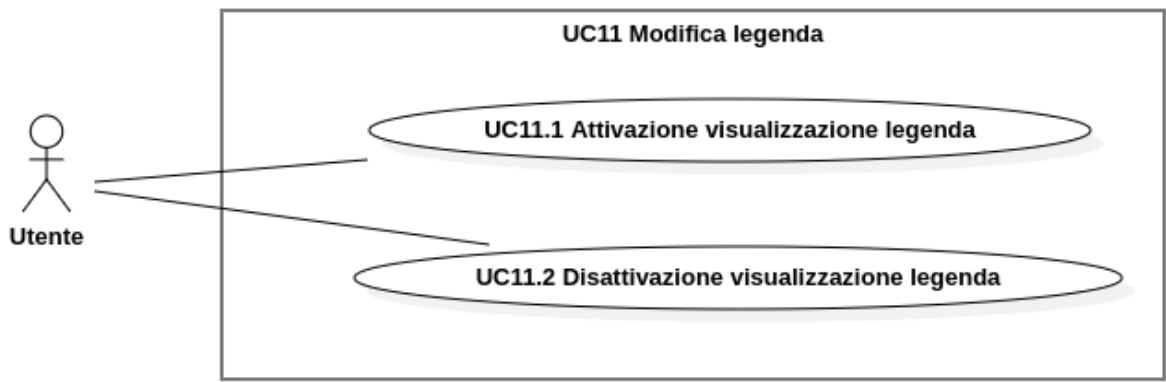 UC11 Modifica legenda
UC11.1 Attivazione visualizzazione legenda
Utente
UC11.2 Disattivazione visualizzazione legenda